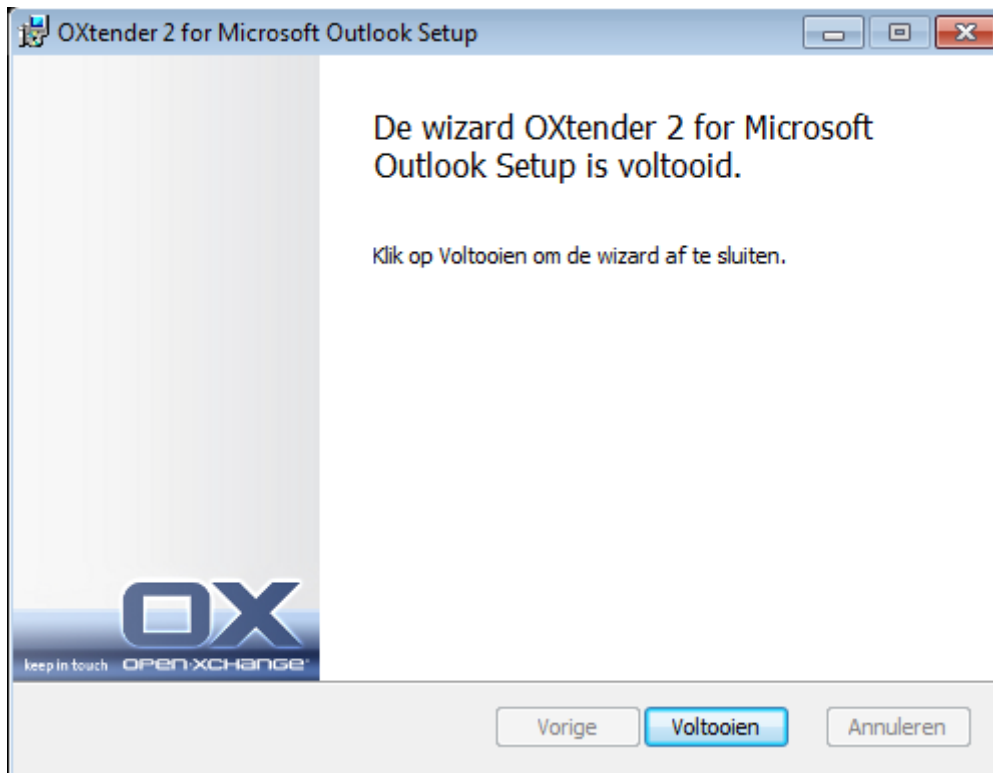 OXtender 2 for Microsoft Outlook Setup
De wizard OXtender 2 for Microsoft
Outlook Setup is voltooid.
Klik op Voltooien om de wizard af te sluiten.
OX
keep in touch OPEN-XCHANGE
Vorige
Voltooien
Annuleren